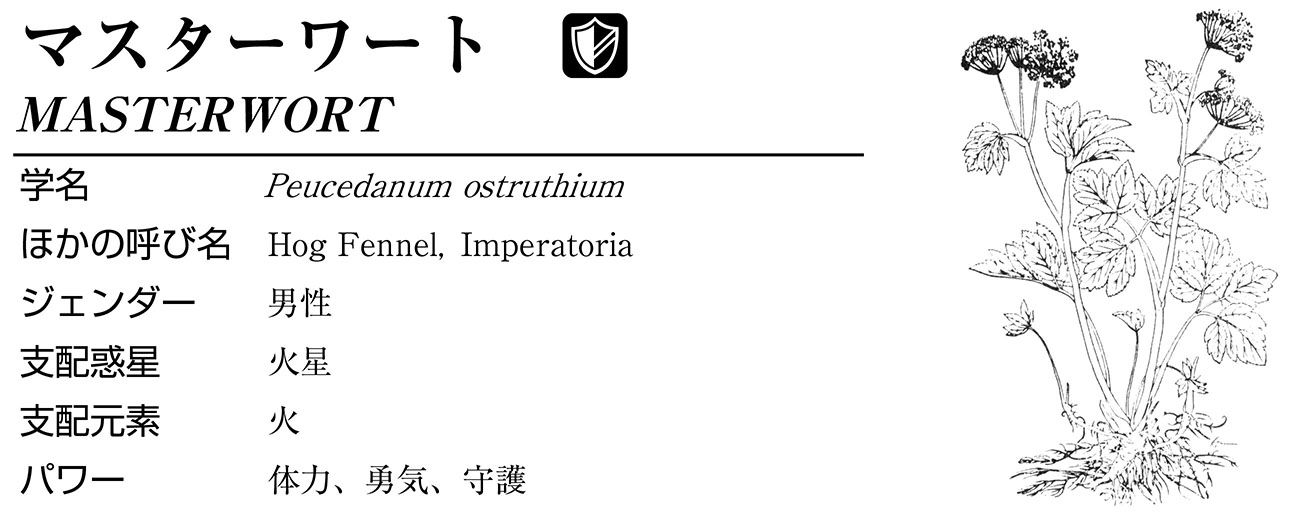 マスターワート
MASTERWORT
学名 Peucedanum ostruthium
ほかの呼び名 Hog Fennel, Imperatoria
ジェンダー 男性
支配惑星 火星
支配元素 火
パワー 体力、勇気、守護